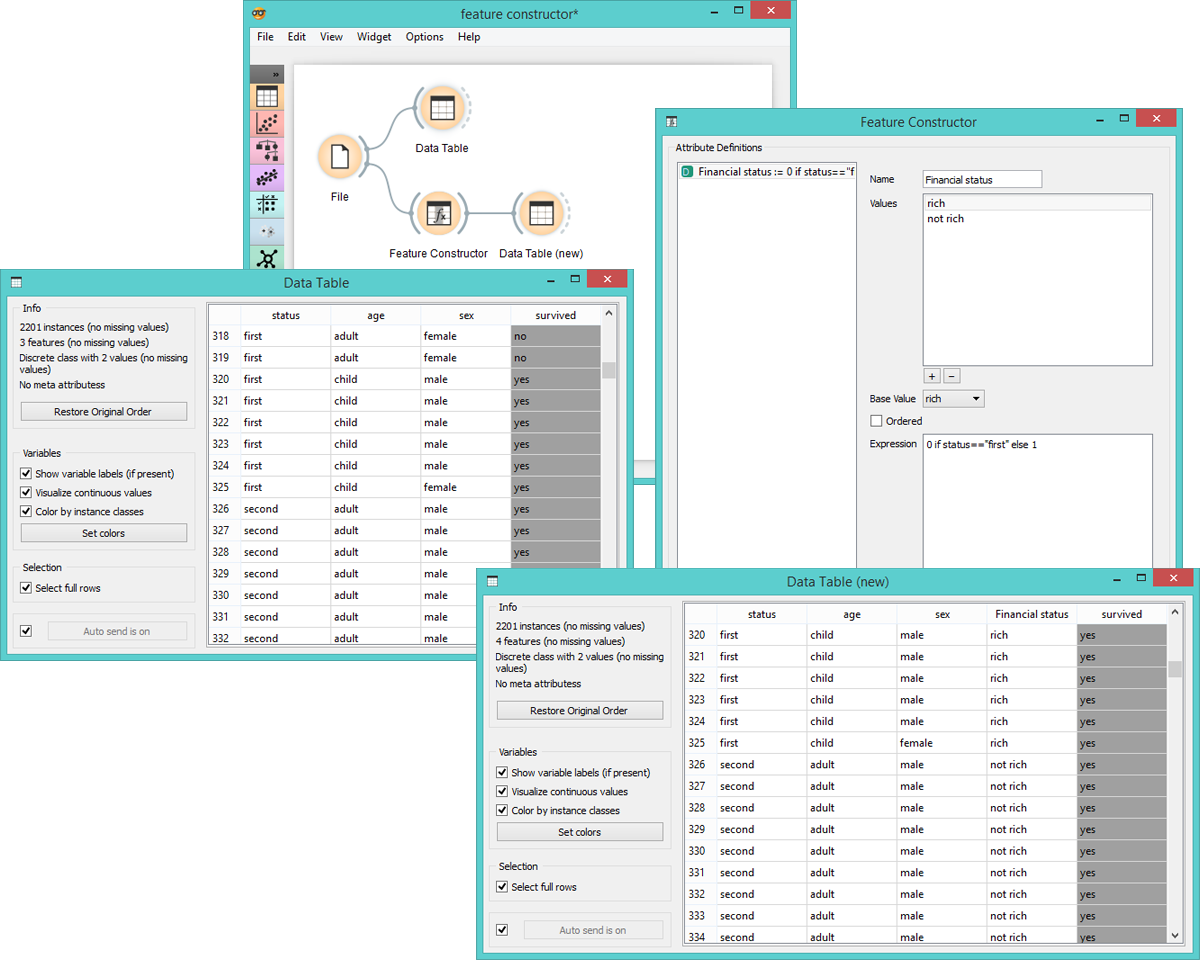 feature constructor*
File Edit View Widget Options Help
»
Data Table
File
Feature Constructor Data Table (new)
Feature Constructor
Attribute Definitions
D Financial status := 0 if status=="f
Name Financial status
Values rich
not rich
+ −
Base Value rich
Ordered
Expression 0 if status=="first" else 1
Data Table
Info
2201 instances (no missing values)
3 features (no missing values)
Discrete class with 2 values (no missing
values)
No meta attributess
Restore Original Order
Variables
Show variable labels (if present)
Visualize continuous values
Color by instance classes
Set colors
Selection
Select full rows
Auto send is on
status age sex survived
318 first adult female no
319 first adult female no
320 first child male yes
321 first child male yes
322 first child male yes
323 first child male yes
324 first child male yes
325 first child female yes
326 second adult male yes
327 second adult male yes
328 second adult male yes
329 second adult male
330 second adult male
331 second adult male
332 second adult male
Data Table (new)
Info
2201 instances (no missing values)
4 features (no missing values)
Discrete class with 2 values (no missing
values)
No meta attributess
Restore Original Order
Variables
Show variable labels (if present)
Visualize continuous values
Color by instance classes
Set colors
Selection
Select full rows
Auto send is on
status age sex Financial status survived
320 first child male rich yes
321 first child male rich yes
322 first child male rich yes
323 first child male rich yes
324 first child male rich yes
325 first child female rich yes
326 second adult male not rich yes
327 second adult male not rich yes
328 second adult male not rich yes
329 second adult male not rich yes
330 second adult male not rich yes
331 second adult male not rich yes
332 second adult male not rich yes
333 second adult male not rich yes
334 second adult male not rich yes